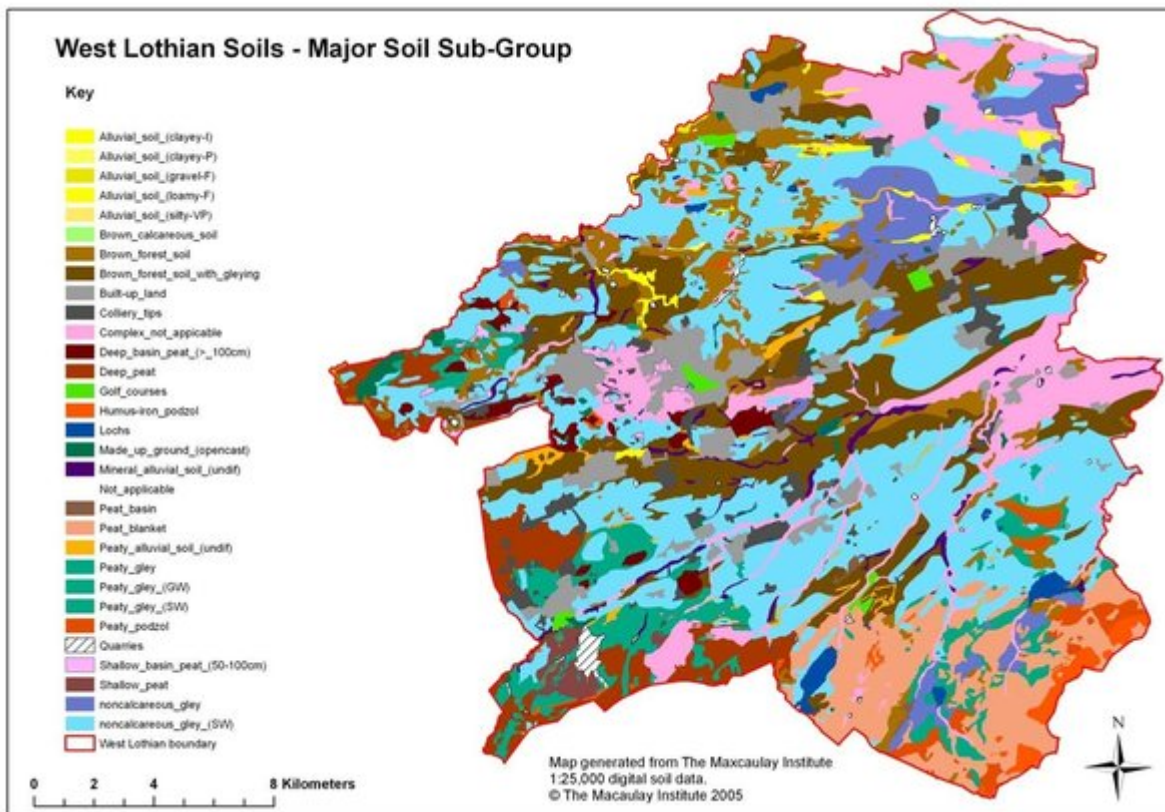 West Lothian Soils - Major Soil Sub-Group
Key
Alluvial_soil_(clayey-I)
Alluvial_soil_(clayey-P)
Alluvial_soil_(gravel-F)
Alluvial_soil_(loamy-F)
Alluvial_soil_(silty-VP)
Brown_calcareous_soil
Brown_forest_soil
Brown_forest_soil_with_gleying
Built-up_land
Colliery_tips
Complex_not_appicable
Deep_basin_peat_(>_100cm)
Deep_peat
Golf_courses
Humus-iron_podzol
Lochs
Made_up_ground_(opencast)
Mineral_alluvial_soil_(undif)
Not_applicable
Peat_basin
Peat_blanket
Peaty_alluvial_soil_(undif)
Peaty_gley
Peaty_gley_(GW)
Peaty_gley_(SW)
Peaty_podzol
Quarries
Shallow_basin_peat_(50-100cm)
Shallow_peat
noncalcareous_gley
noncalcareous_gley_(SW)
West Lothian boundary
0 2 4 8 Kilometers
Map generated from The Maxcaulay Institute
1:25,000 digital soil data.
© The Macaulay Institute 2005
N